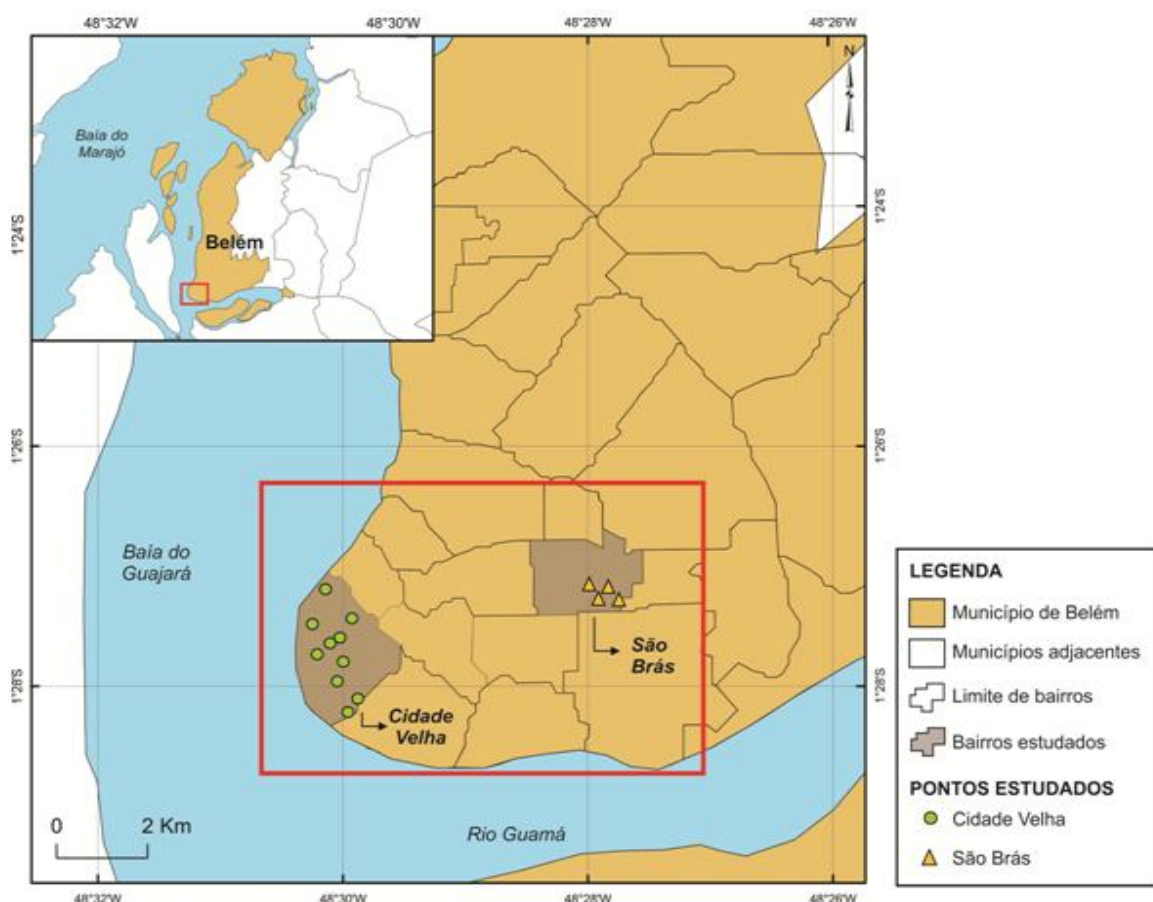 48°32'W
48°30'W
48°28'W
48°26'W
Baía do
Marajó
Belém
N
1°24'S
1°24'S
1°26'S
1°26'S
Baía do
Guajará
São
Brás
Cidade
Velha
1°28'S
1°28'S
0
2 Km
Rio Guamá
48°32'W
48°30'W
48°28'W
48°26'W
LEGENDA
Município de Belém
Municípios adjacentes
Limite de bairros
Bairros estudados
PONTOS ESTUDADOS
Cidade Velha
São Brás